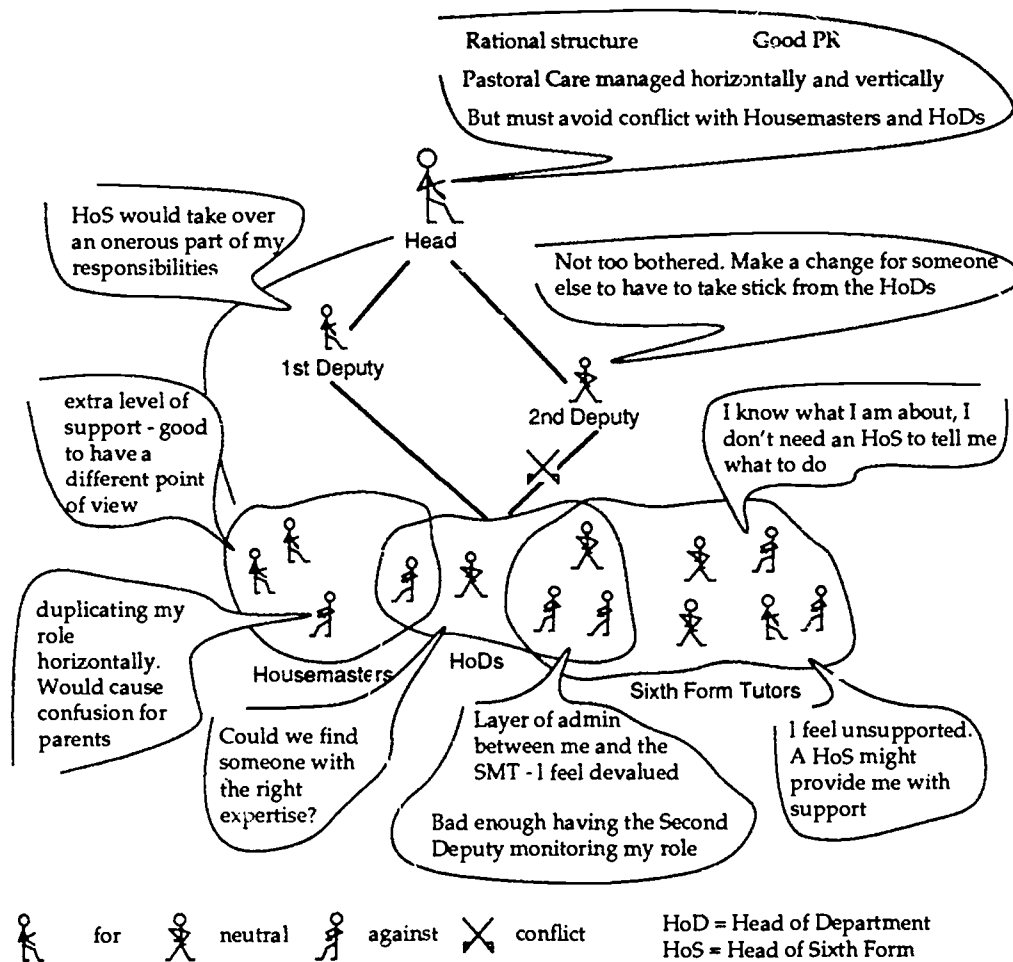 Rational structure Good PR
Pastoral Care managed horizontally and vertically
But must avoid conflict with Housemasters and HoDs
HoS would take over
an onerous part of my
responsibilities
Head
Not too bothered. Make a change for someone
else to have to take stick from the HoDs
1st Deputy
2nd Deputy
extra level of
support - good
to have a
different point
of view
I know what I am about, I
don't need an HoS to tell me
what to do
duplicating my
role
horizontally.
Would cause
confusion for
parents
Housemasters
HoDs
Sixth Form Tutors
Could we find
someone with
the right
expertise?
Layer of admin
between me and the
SMT - I feel devalued
Bad enough having the Second
Deputy monitoring my role
I feel unsupported.
A HoS might
provide me with
support
for neutral against conflict
HoD = Head of Department
HoS = Head of Sixth Form